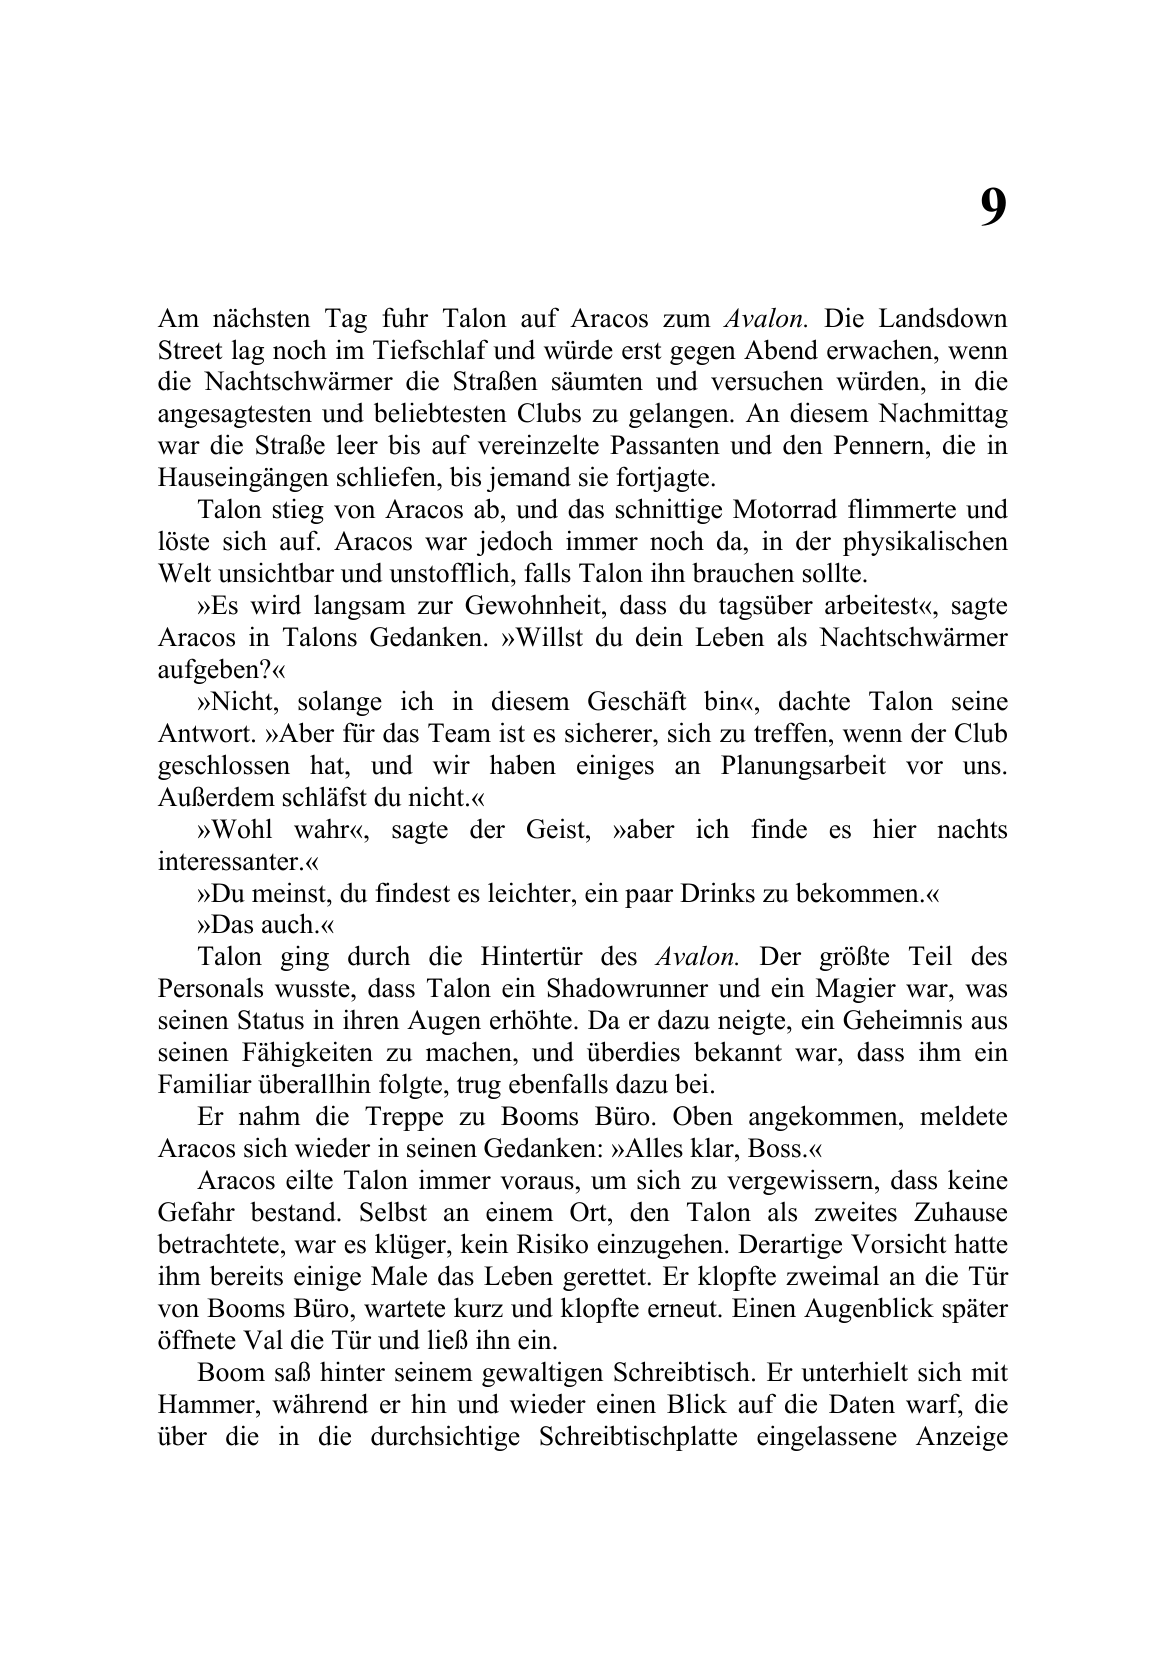 9
Am nächsten Tag fuhr Talon auf Aracos zum Avalon. Die Landsdown
Street lag noch im Tiefschlaf und würde erst gegen Abend erwachen, wenn
die Nachtschwärmer die Straßen säumten und versuchen würden, in die
angesagtesten und beliebtesten Clubs zu gelangen. An diesem Nachmittag
war die Straße leer bis auf vereinzelte Passanten und den Pennern, die in
Hauseingängen schliefen, bis jemand sie fortjagte.
Talon stieg von Aracos ab, und das schnittige Motorrad flimmerte und
löste sich auf. Aracos war jedoch immer noch da, in der physikalischen
Welt unsichtbar und unstofflich, falls Talon ihn brauchen sollte.
»Es wird langsam zur Gewohnheit, dass du tagsüber arbeitest«, sagte
Aracos in Talons Gedanken. »Willst du dein Leben als Nachtschwärmer
aufgeben?«
»Nicht, solange ich in diesem Geschäft bin«, dachte Talon seine
Antwort. »Aber für das Team ist es sicherer, sich zu treffen, wenn der Club
geschlossen hat, und wir haben einiges an Planungsarbeit vor uns.
Außerdem schläfst du nicht.«
»Wohl wahr«, sagte der Geist, »aber ich finde es hier nachts
interessanter.«
»Du meinst, du findest es leichter, ein paar Drinks zu bekommen.«
»Das auch.«
Talon ging durch die Hintertür des Avalon. Der größte Teil des
Personals wusste, dass Talon ein Shadowrunner und ein Magier war, was
seinen Status in ihren Augen erhöhte. Da er dazu neigte, ein Geheimnis aus
seinen Fähigkeiten zu machen, und überdies bekannt war, dass ihm ein
Familiar überallhin folgte, trug ebenfalls dazu bei.
Er nahm die Treppe zu Booms Büro. Oben angekommen, meldete
Aracos sich wieder in seinen Gedanken: »Alles klar, Boss.«
Aracos eilte Talon immer voraus, um sich zu vergewissern, dass keine
Gefahr bestand. Selbst an einem Ort, den Talon als zweites Zuhause
betrachtete, war es klüger, kein Risiko einzugehen. Derartige Vorsicht hatte
ihm bereits einige Male das Leben gerettet. Er klopfte zweimal an die Tür
von Booms Büro, wartete kurz und klopfte erneut. Einen Augenblick später
öffnete Val die Tür und ließ ihn ein.
Boom saß hinter seinem gewaltigen Schreibtisch. Er unterhielt sich mit
Hammer, während er hin und wieder einen Blick auf die Daten warf, die
über die in die durchsichtige Schreibtischplatte eingelassene Anzeige